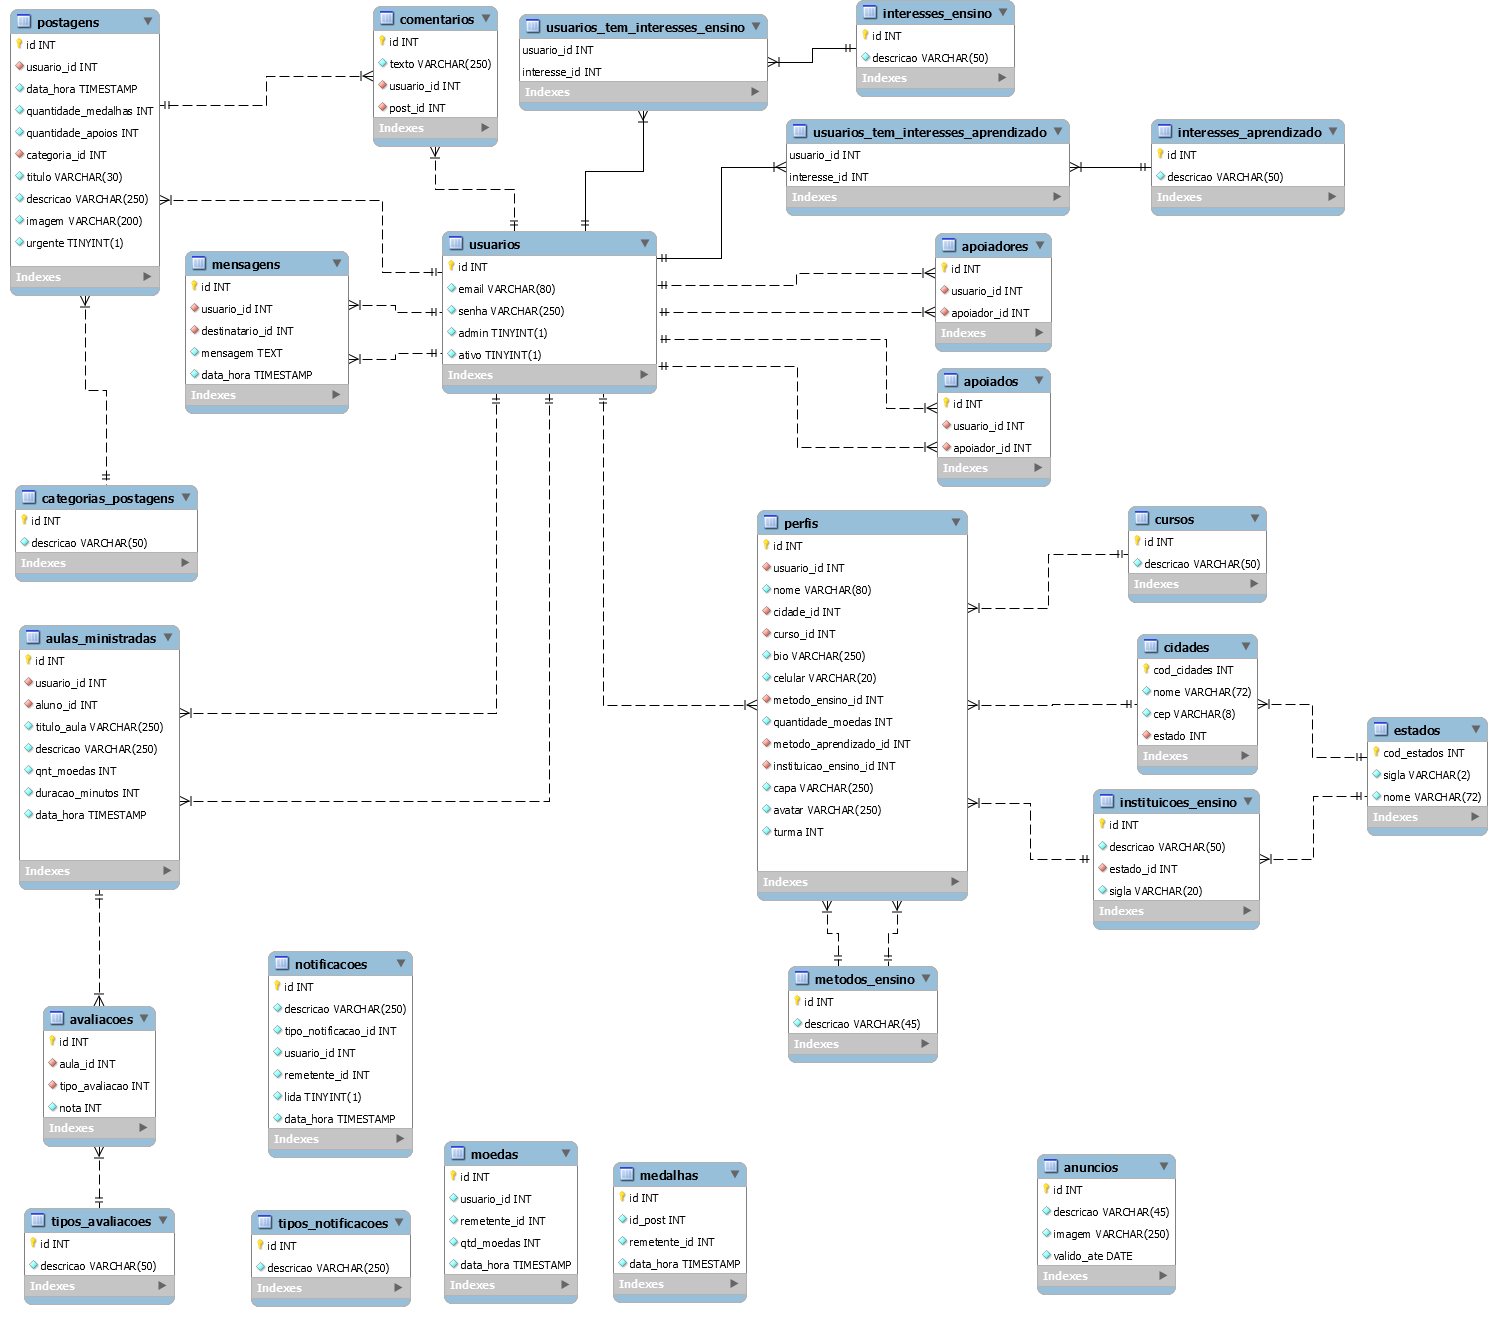 postagens
id INT
usuario_id INT
data_hora TIMESTAMP
quantidade_medalhas INT
quantidade_apoios INT
categoria_id INT
titulo VARCHAR(30)
descricao VARCHAR(250)
imagem VARCHAR(200)
urgente TINYINT(1)
Indexes
comentarios
id INT
texto VARCHAR(250)
usuario_id INT
post_id INT
Indexes
usuarios_tem_interesses_ensino
usuario_id INT
interesse_id INT
Indexes
interesses_ensino
id INT
descricao VARCHAR(50)
Indexes
usuarios_tem_interesses_aprendizado
usuario_id INT
interesse_id INT
Indexes
interesses_aprendizado
id INT
descricao VARCHAR(50)
Indexes
mensagens
id INT
usuario_id INT
destinatario_id INT
mensagem TEXT
data_hora TIMESTAMP
Indexes
usuarios
id INT
email VARCHAR(80)
senha VARCHAR(250)
admin TINYINT(1)
ativo TINYINT(1)
Indexes
apoiadores
id INT
usuario_id INT
apoiador_id INT
Indexes
apoiados
id INT
usuario_id INT
apoiador_id INT
Indexes
categorias_postagens
id INT
descricao VARCHAR(50)
Indexes
perfis
id INT
usuario_id INT
nome VARCHAR(80)
cidade_id INT
curso_id INT
bio VARCHAR(250)
celular VARCHAR(20)
metodo_ensino_id INT
quantidade_moedas INT
metodo_aprendizado_id INT
instituicao_ensino_id INT
capa VARCHAR(250)
avatar VARCHAR(250)
turma INT
Indexes
cursos
id INT
descricao VARCHAR(50)
Indexes
cidades
cod_cidades INT
nome VARCHAR(72)
cep VARCHAR(8)
estado INT
Indexes
estados
cod_estados INT
sigla VARCHAR(2)
nome VARCHAR(72)
Indexes
instituicoes_ensino
id INT
descricao VARCHAR(50)
estado_id INT
sigla VARCHAR(20)
Indexes
aulas_ministradas
id INT
usuario_id INT
aluno_id INT
titulo_aula VARCHAR(250)
descricao VARCHAR(250)
qnt_moedas INT
duracao_minutos INT
data_hora TIMESTAMP
Indexes
metodos_ensino
id INT
descricao VARCHAR(45)
Indexes
notificacoes
id INT
descricao VARCHAR(250)
tipo_notificacao_id INT
usuario_id INT
remetente_id INT
lida TINYINT(1)
data_hora TIMESTAMP
Indexes
avaliacoes
id INT
aula_id INT
tipo_avaliacao INT
nota INT
Indexes
tipos_avaliacoes
id INT
descricao VARCHAR(50)
Indexes
tipos_notificacoes
id INT
descricao VARCHAR(250)
Indexes
moedas
id INT
usuario_id INT
remetente_id INT
qtd_moedas INT
data_hora TIMESTAMP
Indexes
medalhas
id INT
id_post INT
remetente_id INT
data_hora TIMESTAMP
Indexes
anuncios
id INT
descricao VARCHAR(45)
imagem VARCHAR(250)
valido_ate DATE
Indexes